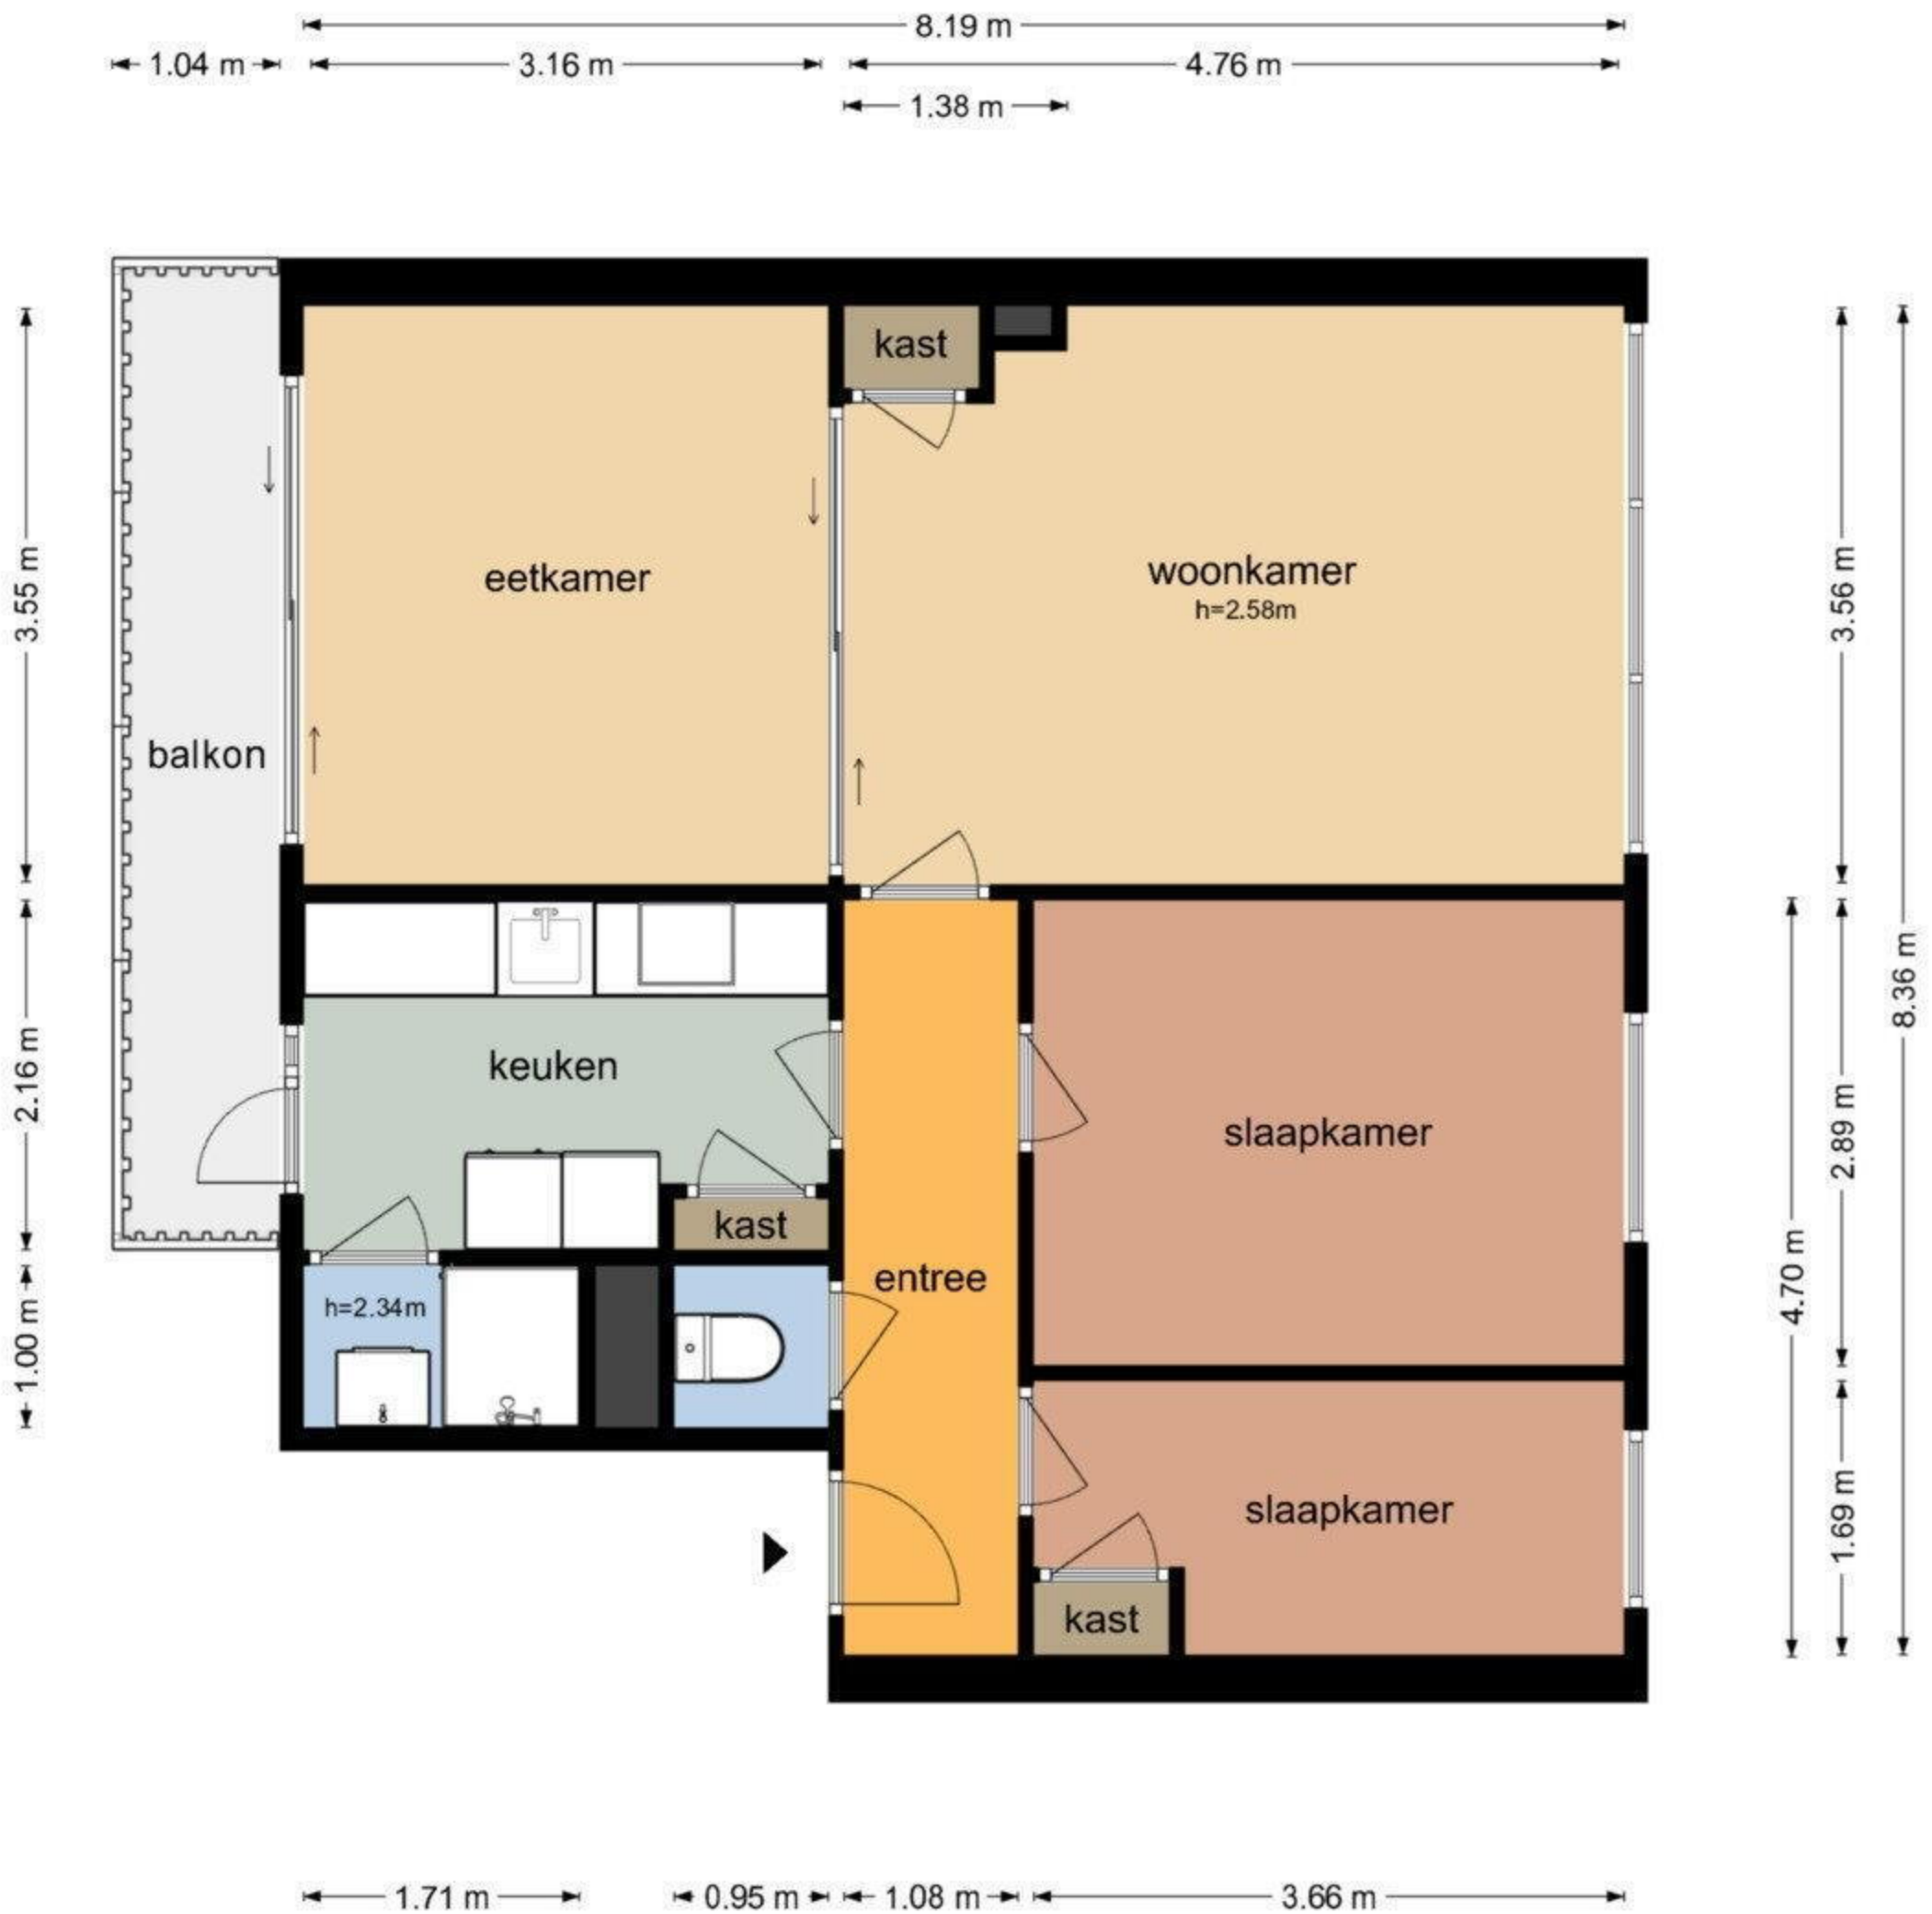 8.19 m
1.04 m
3.16 m
4.76 m
1.38 m
kast
eetkamer
woonkamer
h=2.58m
3.55 m
3.56 m
balkon
8.36 m
keuken
2.16 m
slaapkamer
2.89 m
kast
entree
4.70 m
h=2.34m
1.00 m
slaapkamer
1.69 m
kast
1.71 m
0.95 m
1.08 m
3.66 m